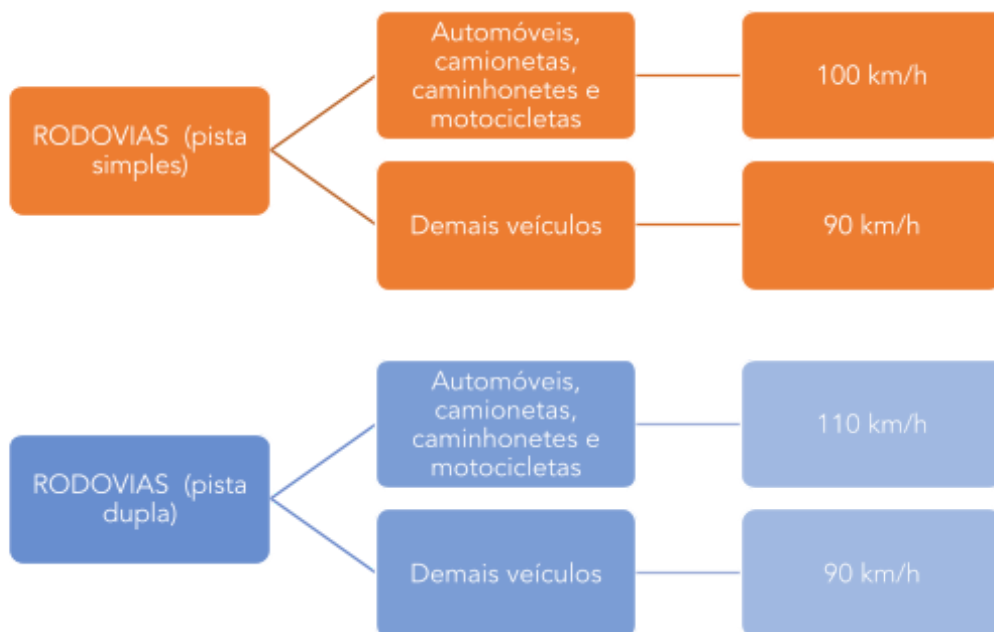 RODOVIAS (pista
simples)
Automóveis,
camionetas,
caminhonetes e
motocicletas
100 km/h
Demais veículos
90 km/h
RODOVIAS (pista
dupla)
Automóveis,
camionetas,
caminhonetes e
motocicletas
110 km/h
Demais veículos
90 km/h